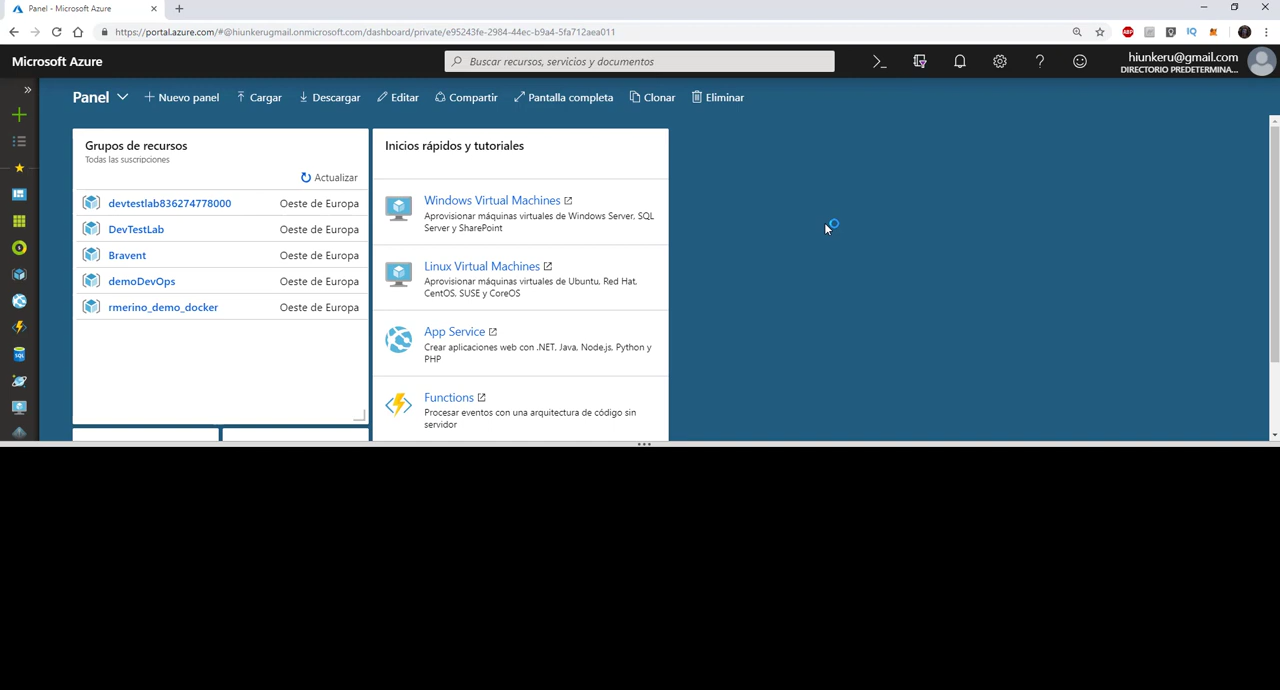 Panel - Microsoft Azure
https://portal.azure.com/#@hiunkerugmail.onmicrosoft.com/dashboard/private/e95243fe-2984-44ec-b9a4-5fa712aea011
ABP
IQ
Microsoft Azure
Buscar recursos, servicios y documentos
hiunkeru@gmail.com
DIRECTORIO PREDETERMINA...
Panel
Nuevo panel
Cargar
Descargar
Editar
Compartir
Pantalla completa
Clonar
Eliminar
Grupos de recursos
Todas las suscripciones
Actualizar
devtestlab836274778000 Oeste de Europa
DevTestLab Oeste de Europa
Bravent Oeste de Europa
demoDevOps Oeste de Europa
rmerino_demo_docker Oeste de Europa
Inicios rápidos y tutoriales
Windows Virtual Machines
Aprovisionar máquinas virtuales de Windows Server, SQL
Server y SharePoint
Linux Virtual Machines
Aprovisionar máquinas virtuales de Ubuntu, Red Hat,
CentOS, SUSE y CoreOS
App Service
Crear aplicaciones web con .NET, Java, Node.js, Python y
PHP
Functions
Procesar eventos con una arquitectura de código sin
servidor
SQL